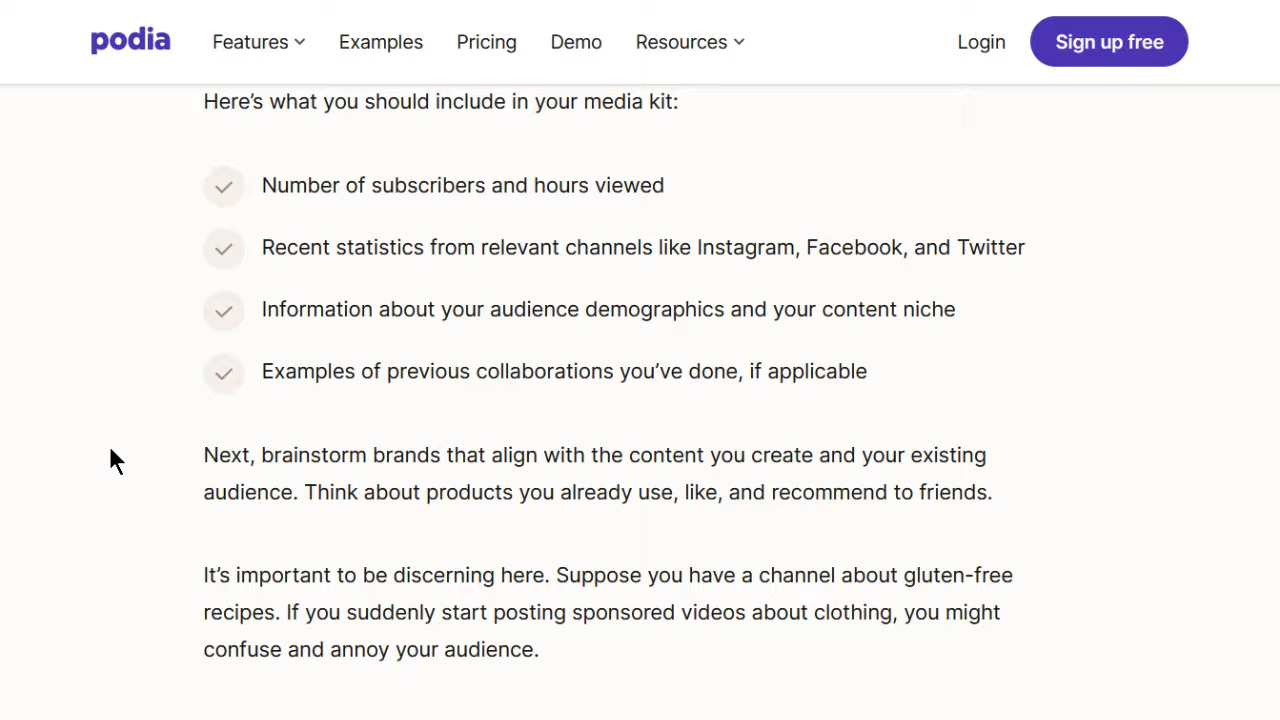 podia
Features
Examples
Pricing
Demo
Resources
Login
Sign up free
Here’s what you should include in your media kit:
Number of subscribers and hours viewed
Recent statistics from relevant channels like Instagram, Facebook, and Twitter
Information about your audience demographics and your content niche
Examples of previous collaborations you’ve done, if applicable
Next, brainstorm brands that align with the content you create and your existing
audience. Think about products you already use, like, and recommend to friends.
It’s important to be discerning here. Suppose you have a channel about gluten-free
recipes. If you suddenly start posting sponsored videos about clothing, you might
confuse and annoy your audience.